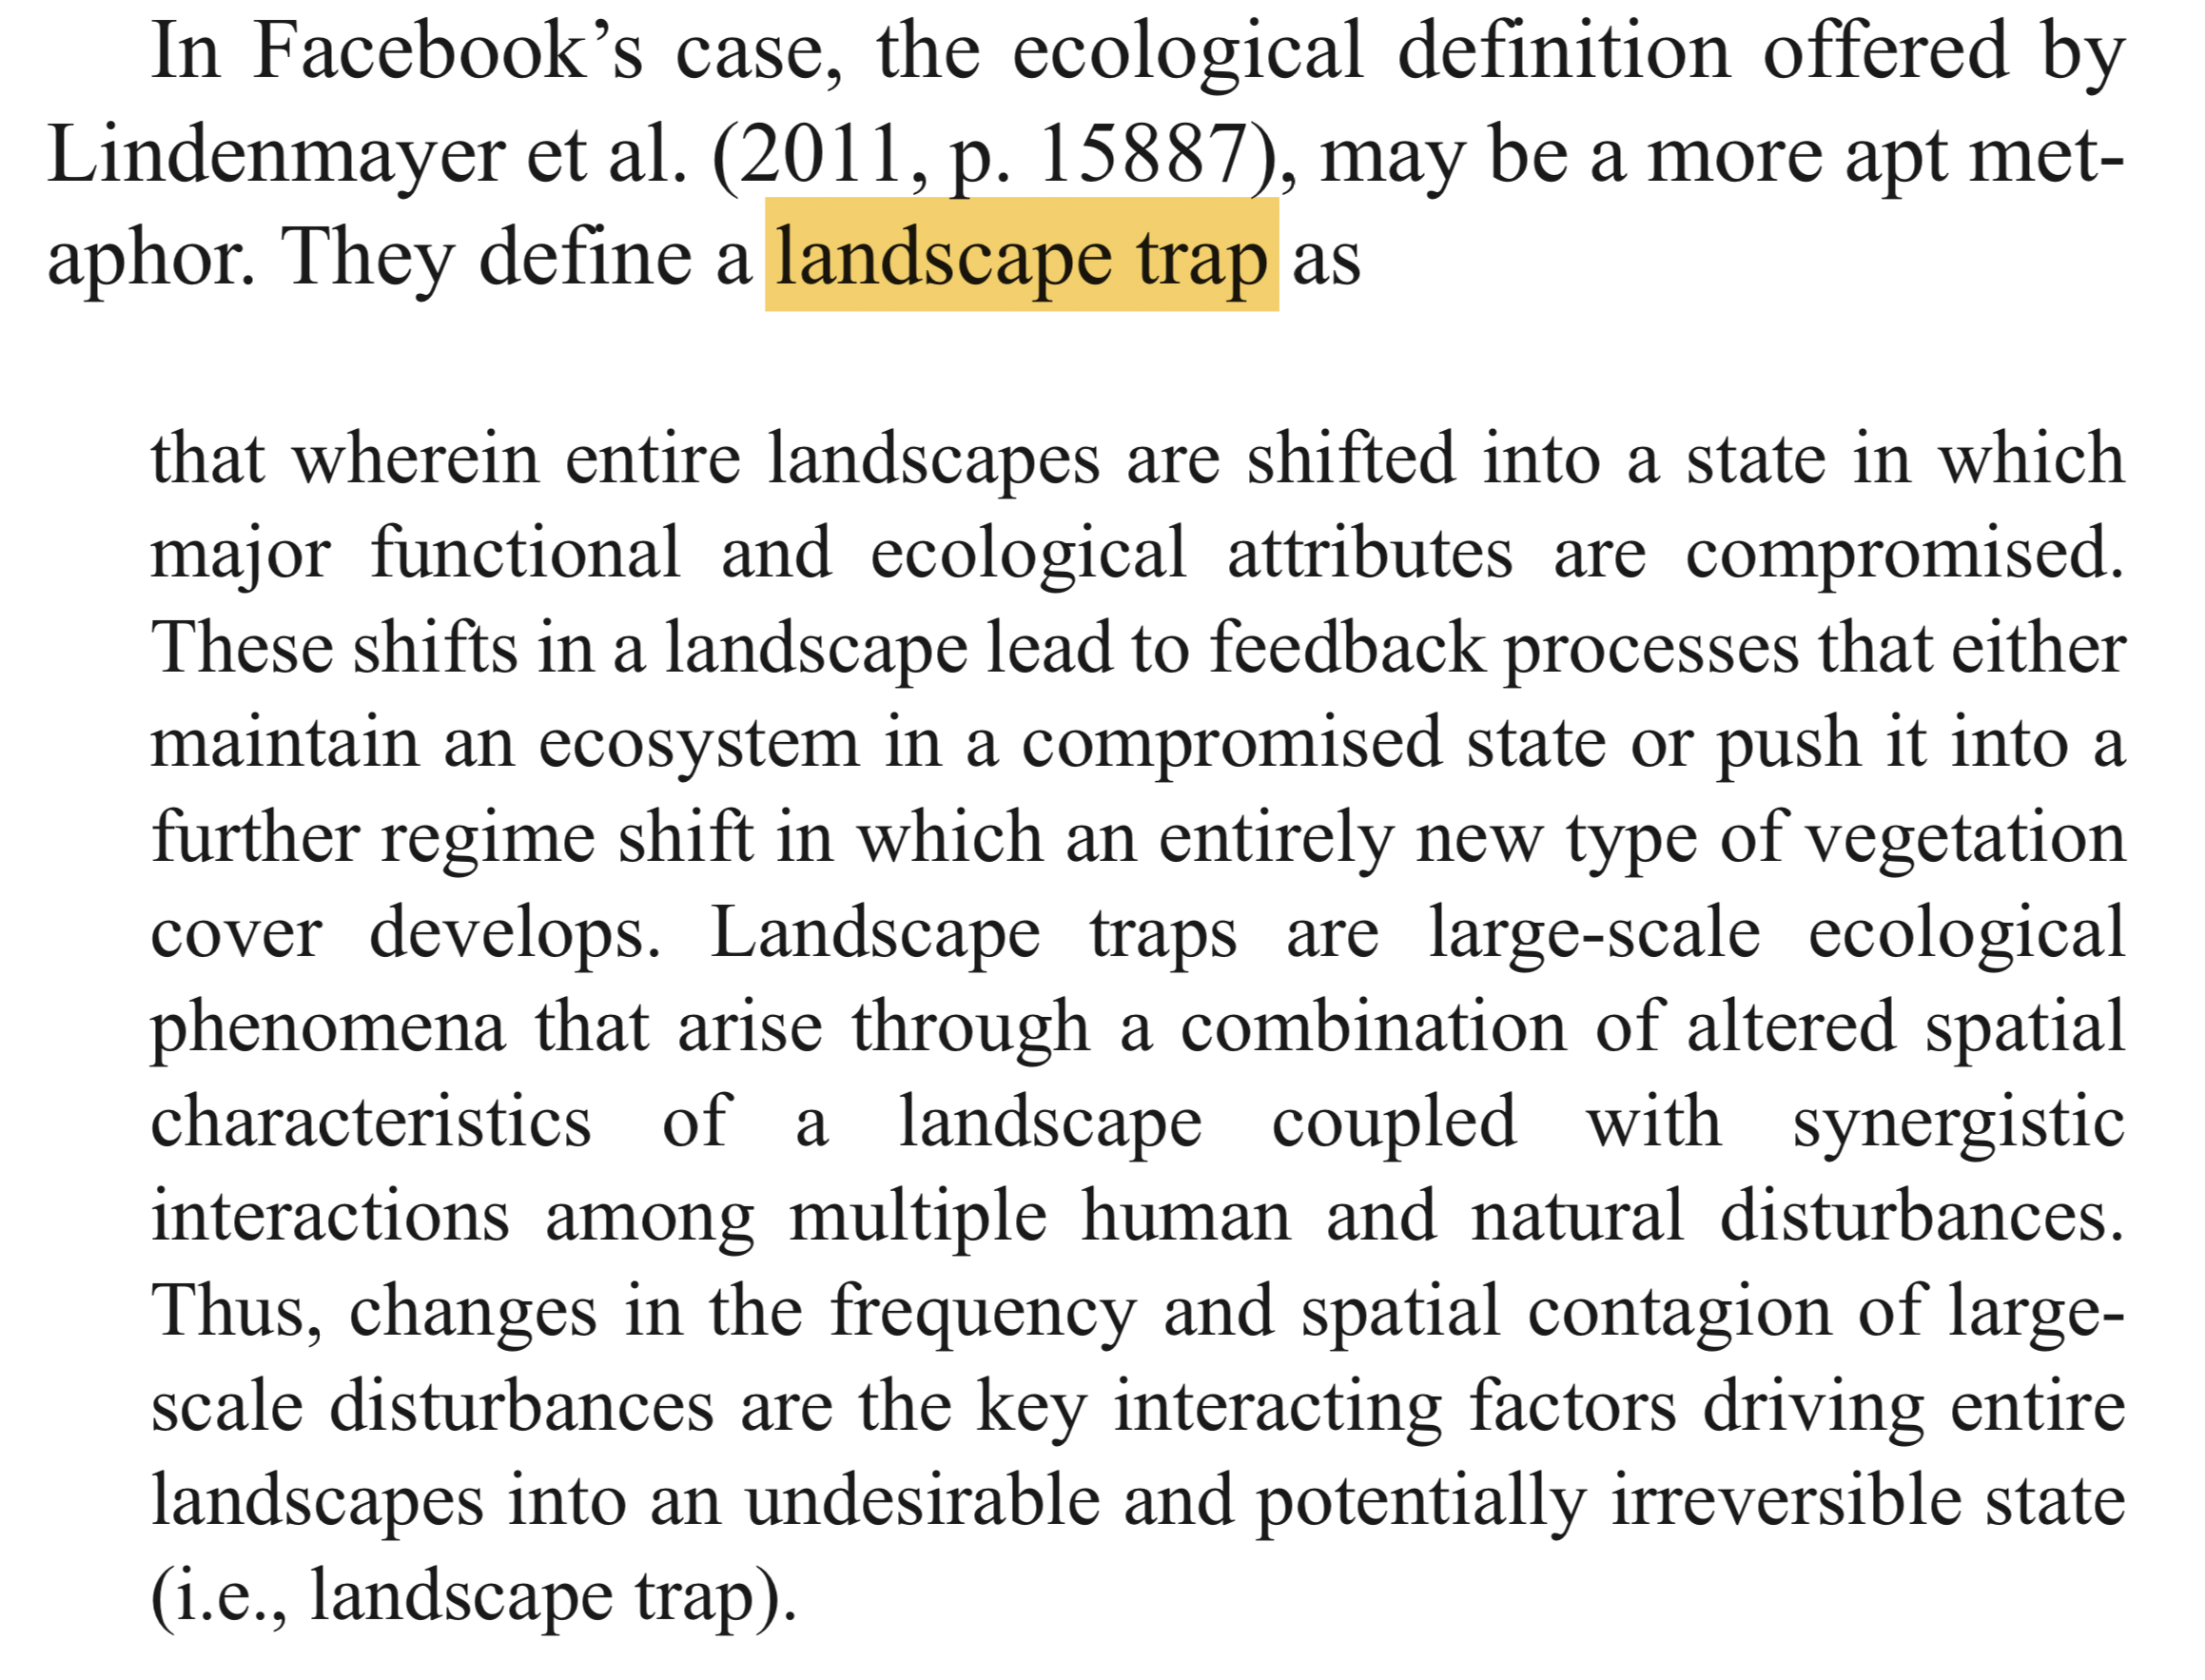 In Facebook’s case, the ecological definition offered by
Lindenmayer et al. (2011, p. 15887), may be a more apt met-
aphor. They define a landscape trap as
that wherein entire landscapes are shifted into a state in which
major functional and ecological attributes are compromised.
These shifts in a landscape lead to feedback processes that either
maintain an ecosystem in a compromised state or push it into a
further regime shift in which an entirely new type of vegetation
cover develops. Landscape traps are large-scale ecological
phenomena that arise through a combination of altered spatial
characteristics of a landscape coupled with synergistic
interactions among multiple human and natural disturbances.
Thus, changes in the frequency and spatial contagion of large-
scale disturbances are the key interacting factors driving entire
landscapes into an undesirable and potentially irreversible state
(i.e., landscape trap).